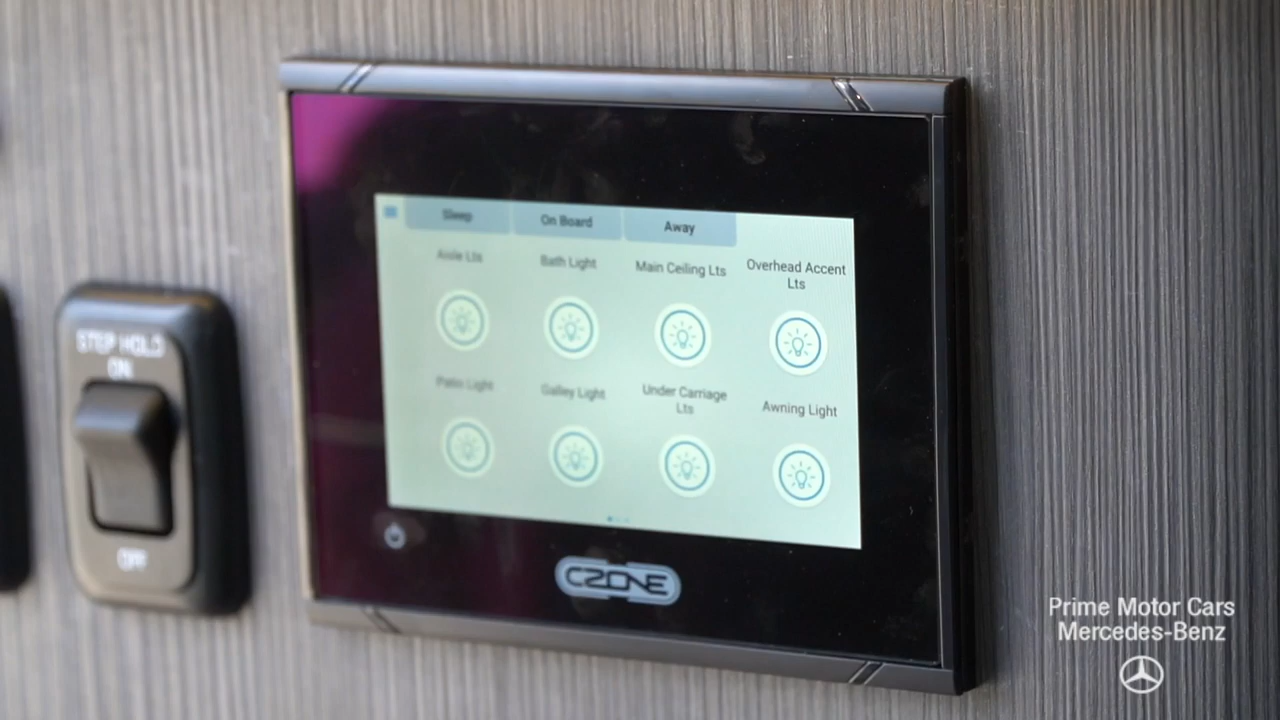 Sleep
On Board
Away
Aisle Lts
Bath Light
Main Ceiling Lts
Overhead Accent
Lts
STEP HOLD
ON
Patio Light
Galley Light
Under Carriage
Lts
Awning Light
OFF
CZONE
Prime Motor Cars
Mercedes-Benz